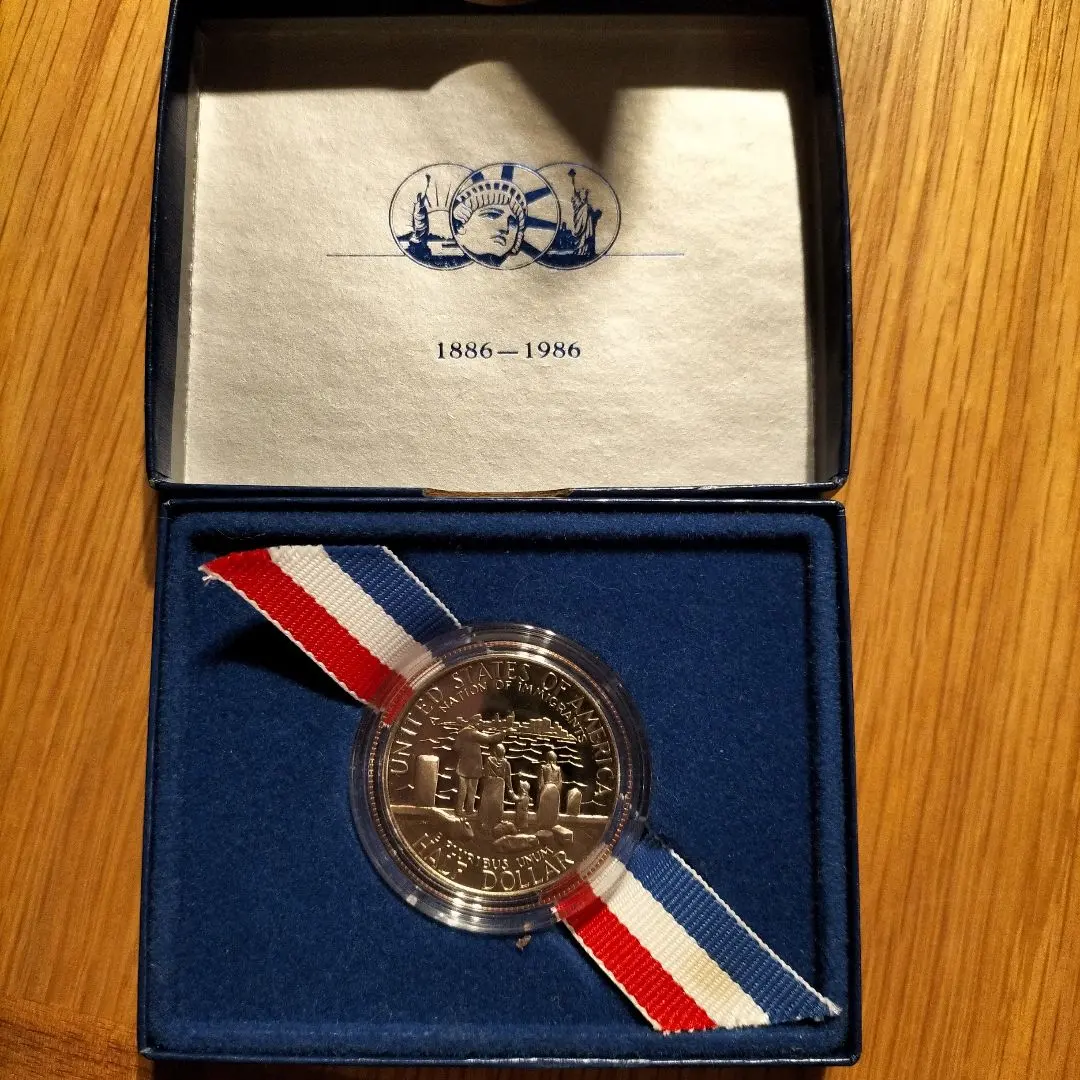 1886–1986
UNITED STATES OF AMERICA
A NATION OF IMMIGRANTS
E PLURIBUS UNUM
HALF DOLLAR